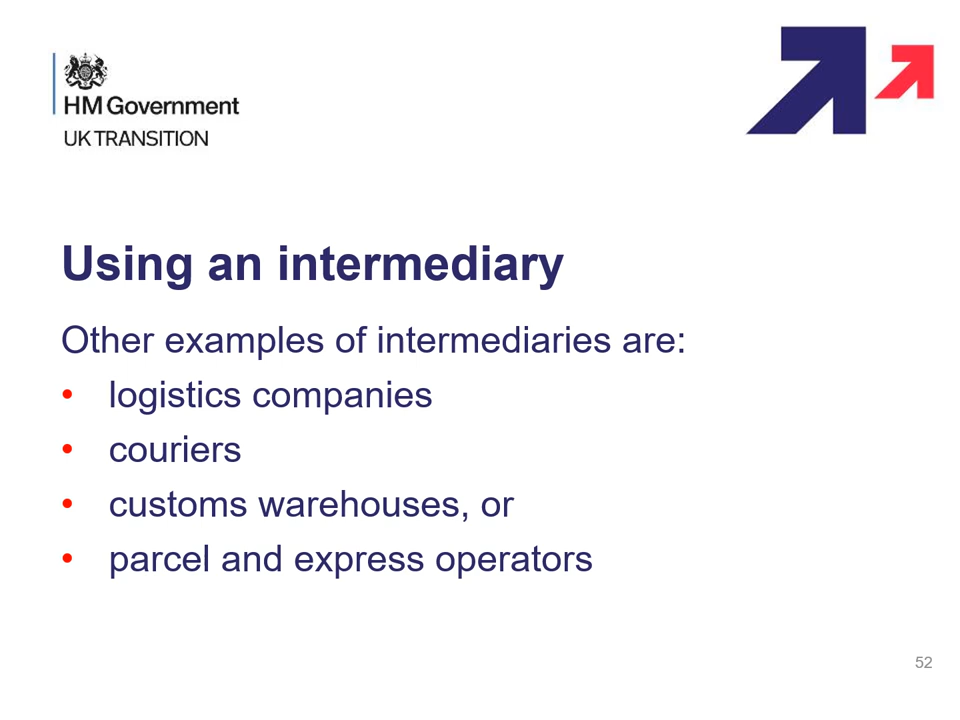 HM Government
UK TRANSITION
Using an intermediary
Other examples of intermediaries are:
• logistics companies
• couriers
• customs warehouses, or
• parcel and express operators
52